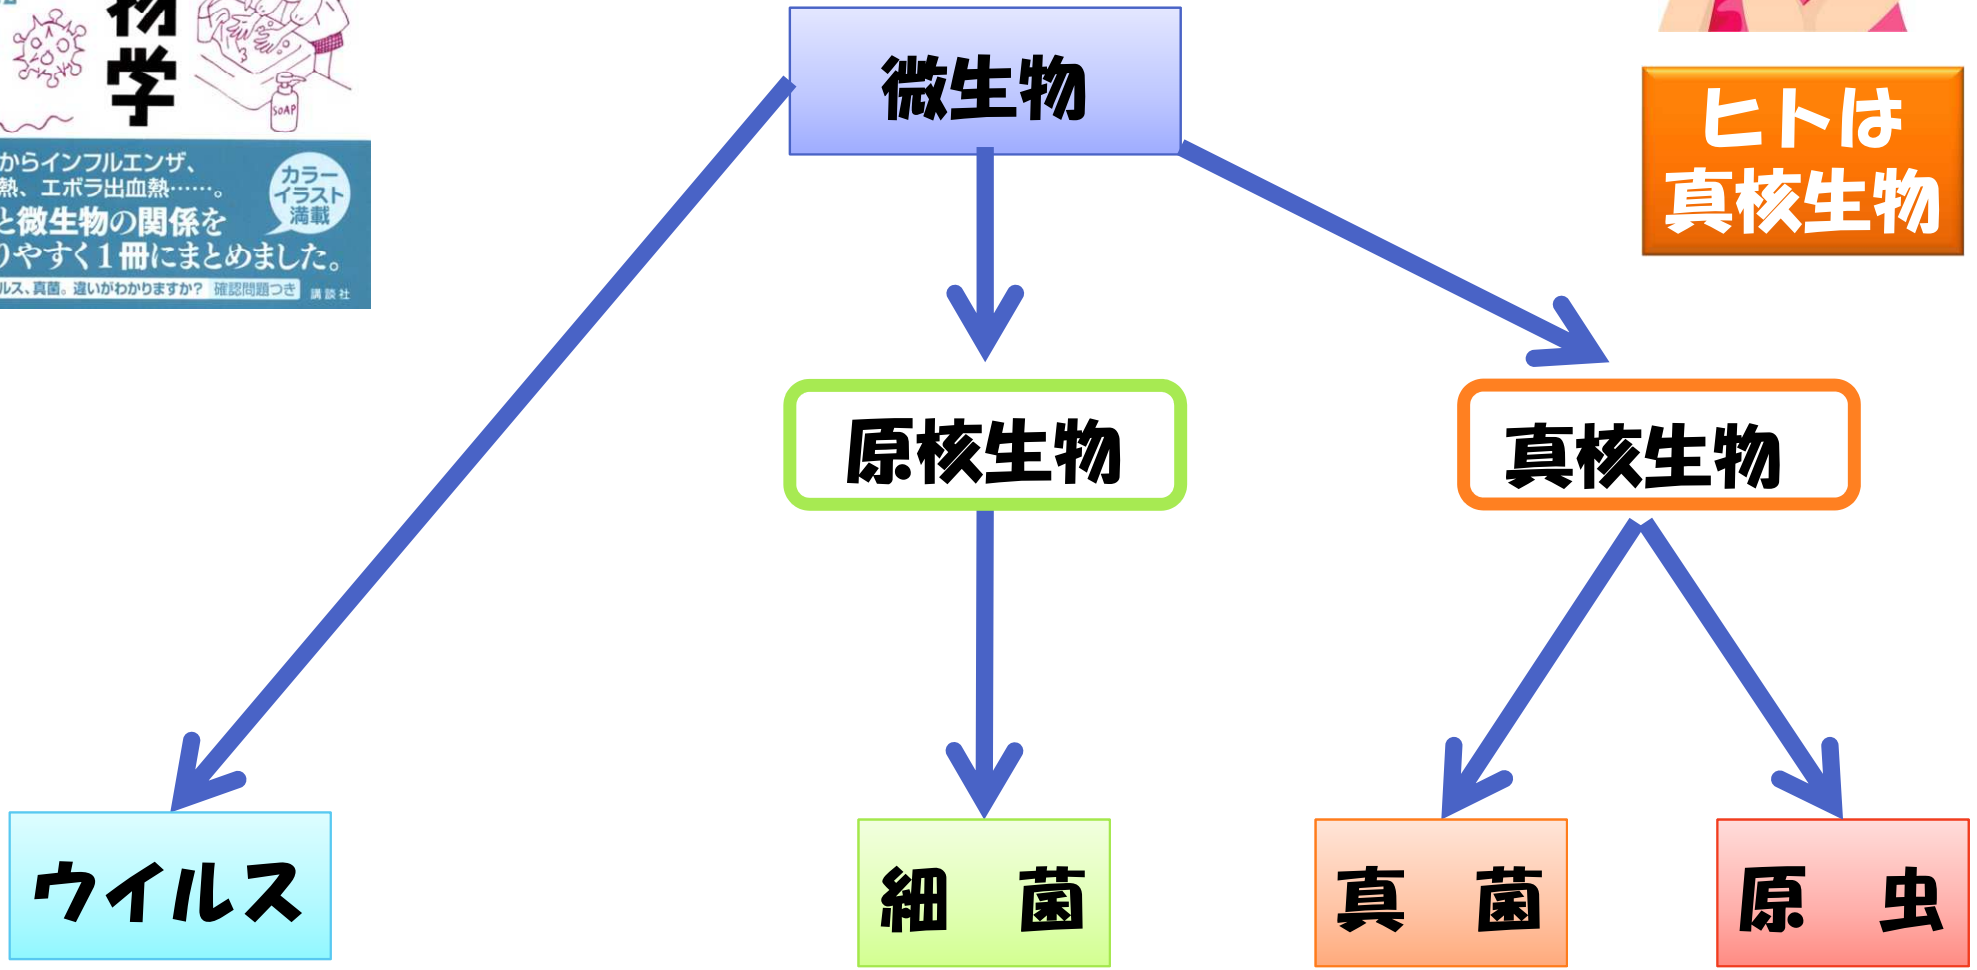 物
学
SOAP
からインフルエンザ、
熱、エボラ出血熱……。
と微生物の関係を
りやすく1冊にまとめました。
カラー
イラスト
満載
ルス、真菌。違いがわかりますか？ 確認問題つき
講談社
微生物
ヒトは
真核生物
原核生物
真核生物
ウイルス
細　菌
真　菌
原　虫